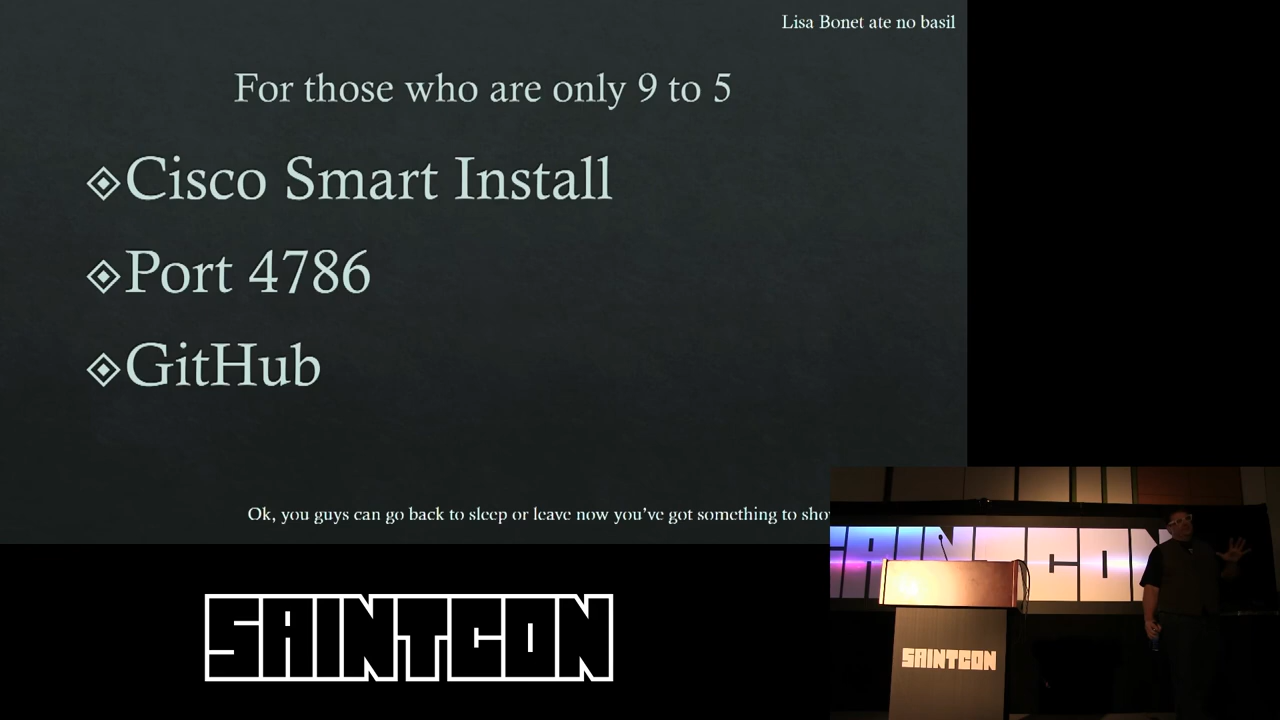 Lisa Bonet ate no basil
For those who are only 9 to 5
Cisco Smart Install
Port 4786
GitHub
Ok, you guys can go back to sleep or leave now you've got something to
SAINTCON
SAINTCON
SAINTCON